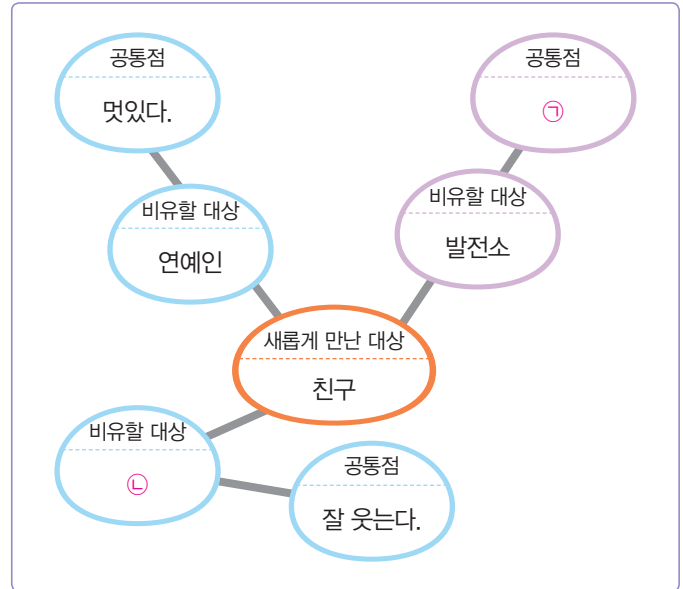 공통점
멋있다.
공통점
㉠
비유할 대상
연예인
비유할 대상
발전소
새롭게 만난 대상
친구
비유할 대상
㉡
공통점
잘 웃는다.